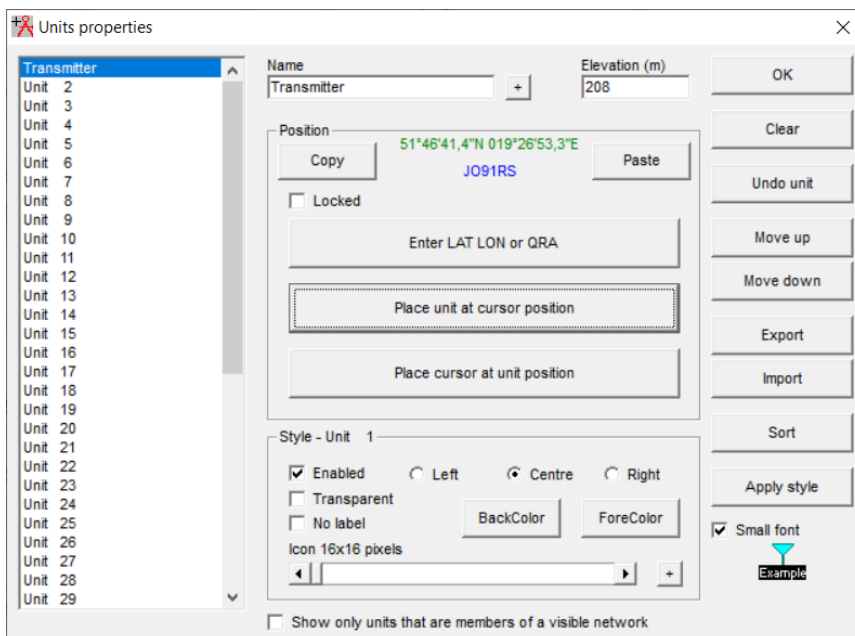 Units properties
Transmitter
Unit 2
Unit 3
Unit 4
Unit 5
Unit 6
Unit 7
Unit 8
Unit 9
Unit 10
Unit 11
Unit 12
Unit 13
Unit 14
Unit 15
Unit 16
Unit 17
Unit 18
Unit 19
Unit 20
Unit 21
Unit 22
Unit 23
Unit 24
Unit 25
Unit 26
Unit 27
Unit 28
Unit 29
Name
Transmitter
+
Elevation (m)
208
Position
Copy
51°46'41,4"N 019°26'53,3"E
JO91RS
Paste
Locked
Enter LAT LON or QRA
Place unit at cursor position
Place cursor at unit position
Style - Unit 1
Enabled
Left
Centre
Right
Transparent
No label
BackColor
ForeColor
Icon 16x16 pixels
+
Show only units that are members of a visible network
OK
Clear
Undo unit
Move up
Move down
Export
Import
Sort
Apply style
Small font
Example